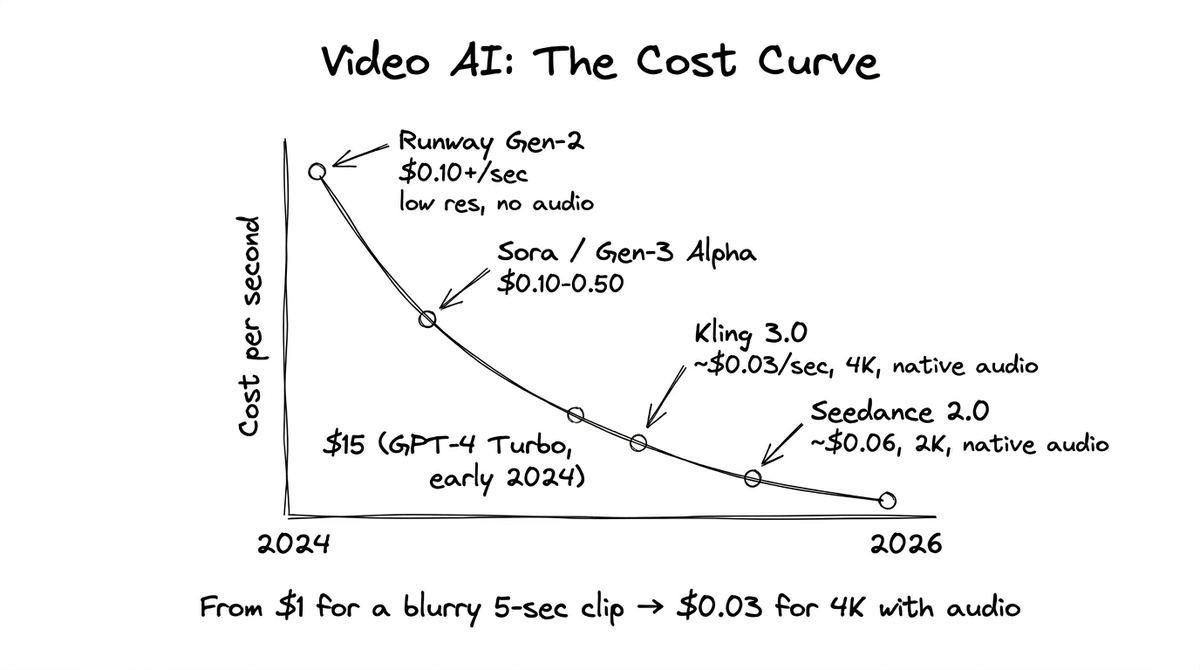 Video AI: The Cost Curve
Runway Gen-2
$0.10+/sec
low res, no audio
Sora / Gen-3 Alpha
$0.10-0.50
Kling 3.0
~$0.03/sec, 4K, native audio
Seedance 2.0
~$0.06, 2K, native audio
$15 (GPT-4 Turbo,
early 2024)
Cost per second
2024
2026
From $1 for a blurry 5-sec clip → $0.03 for 4K with audio